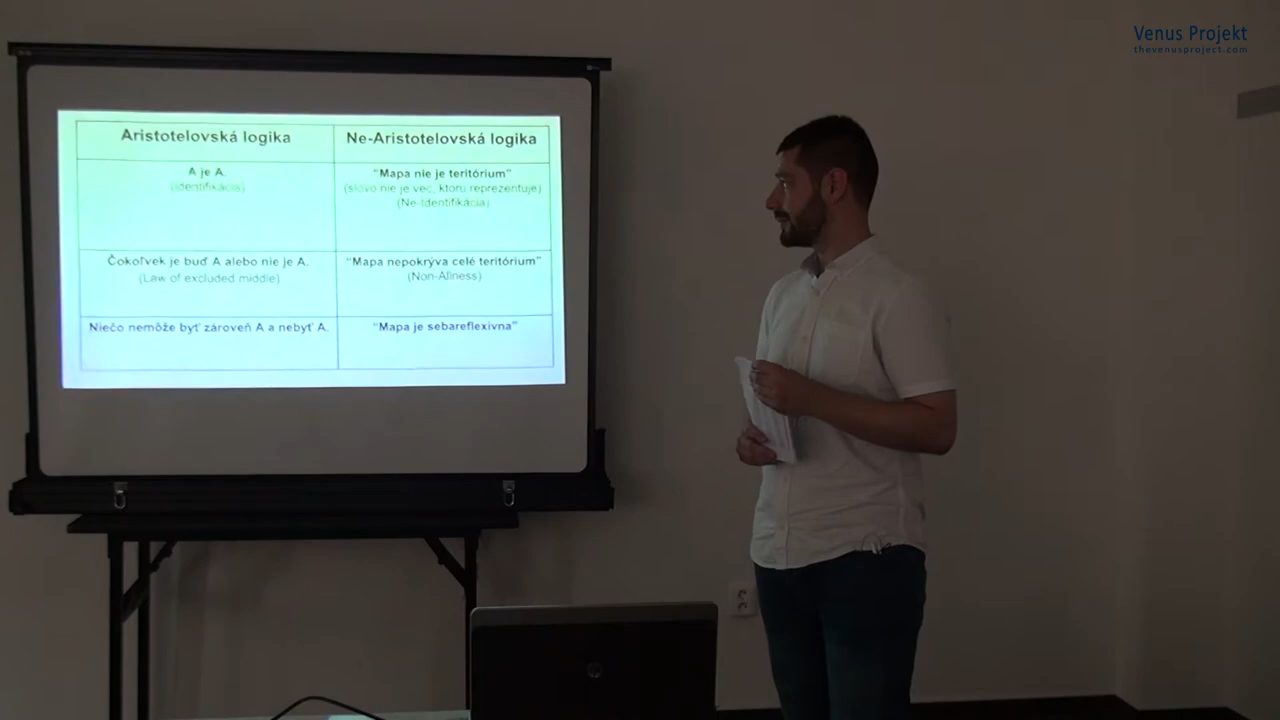 Venus Projekt
thevenusproject.com
Aristotelovská logika
Ne-Aristotelovská logika
A je A.
(Identifikácia)
“Mapa nie je teritórium”
(slovo nie je vec, ktorú reprezentuje)
(Ne-Identifikácia)
Čokoľvek je buď A alebo nie je A.
(Law of excluded middle)
“Mapa nepokrýva celé teritórium”
(Non-Allness)
Niečo nemôže byť zároveň A a nebyť A.
“Mapa je sebareflexívna”